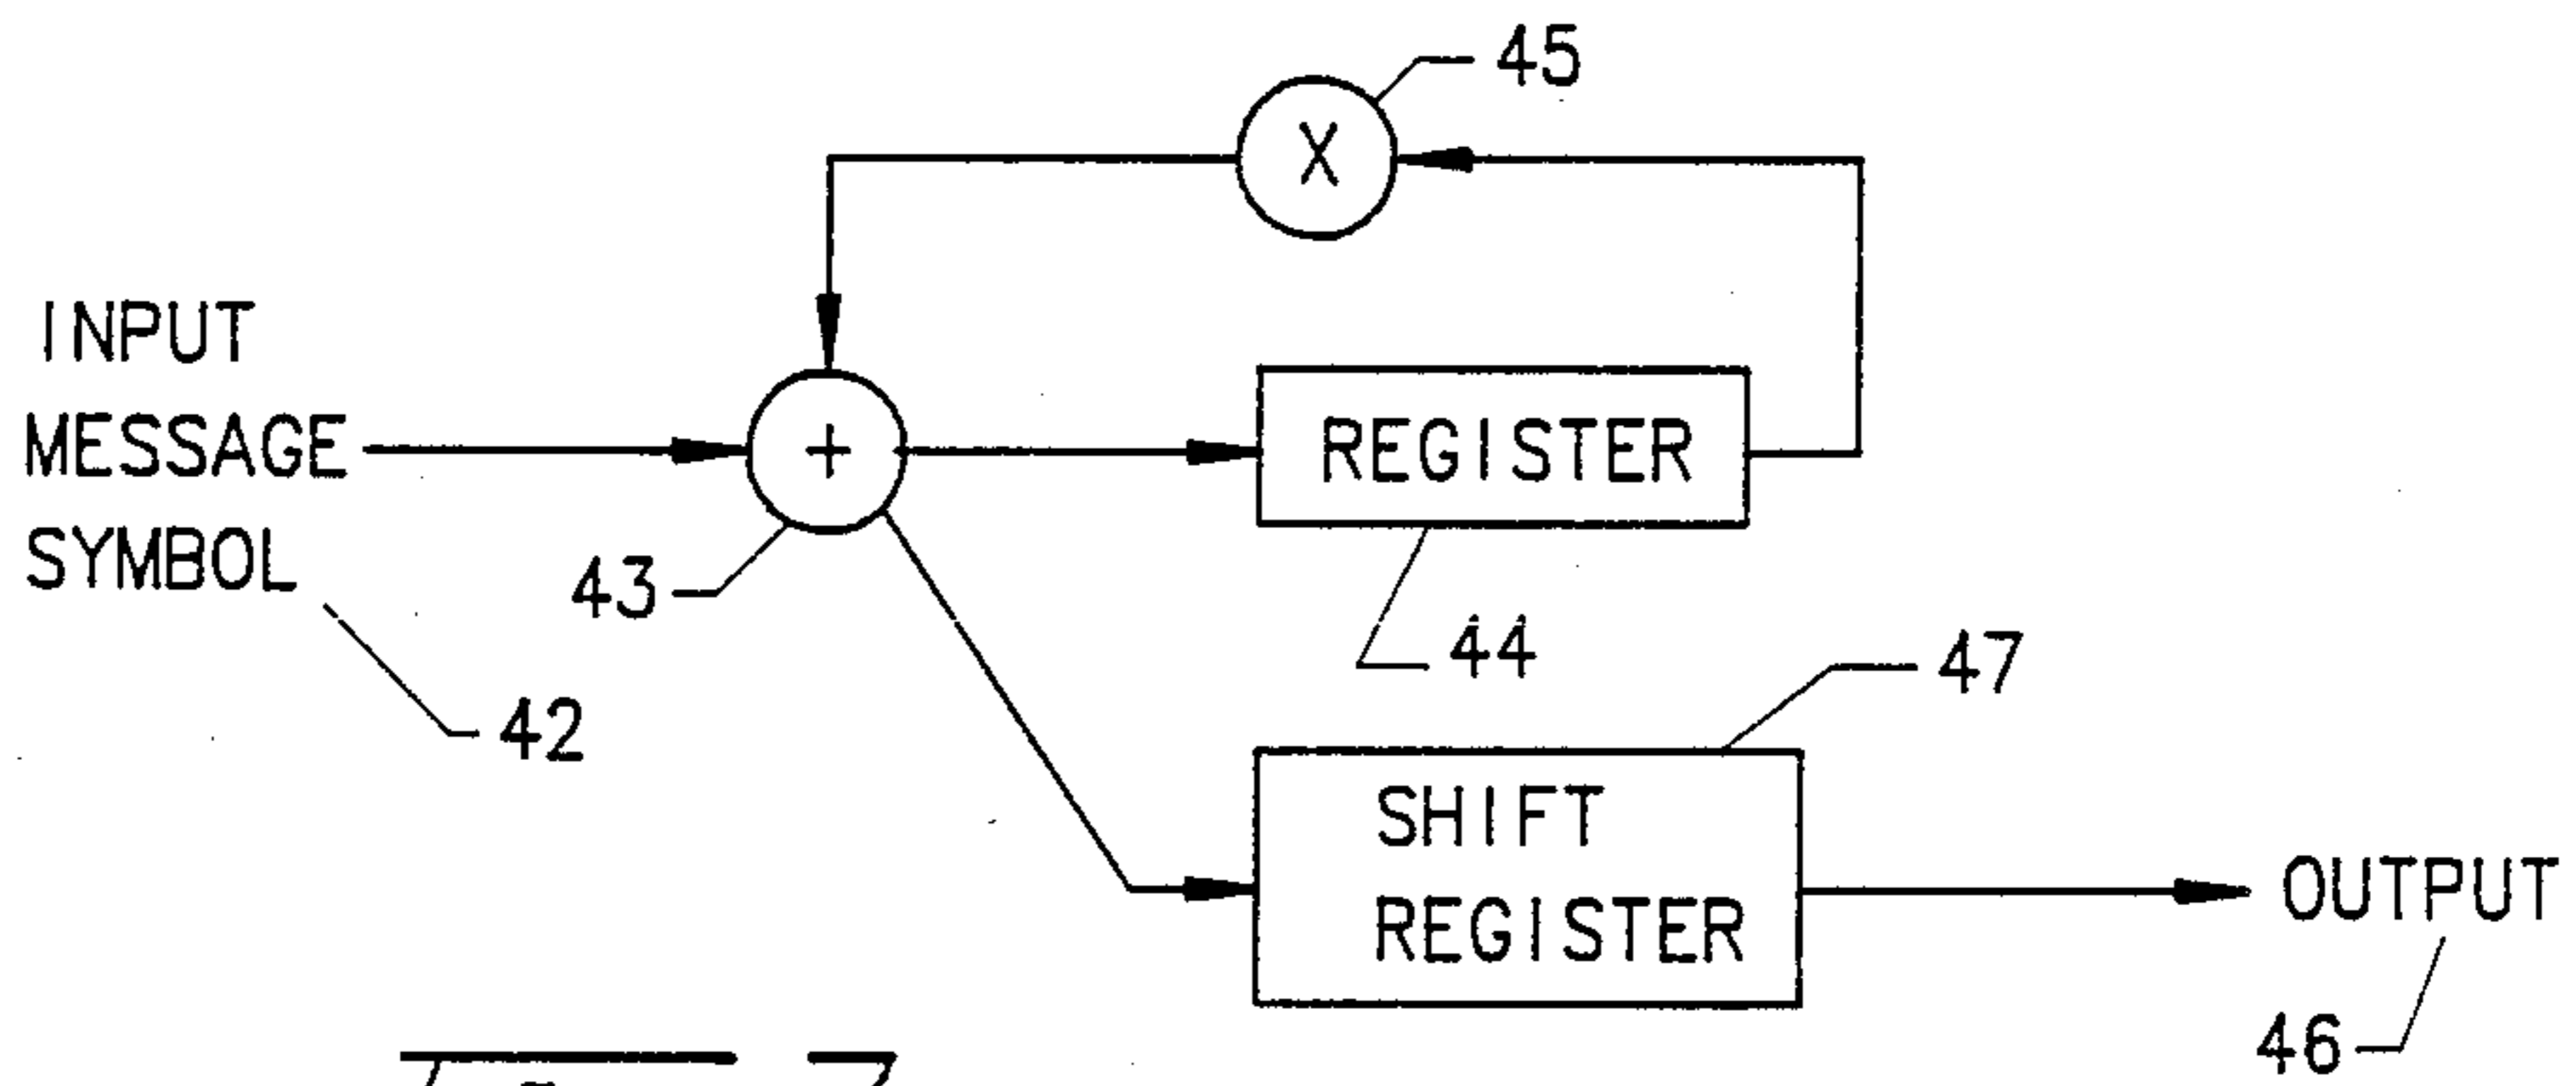 45
X
INPUT
MESSAGE
SYMBOL
+
REGISTER
43
44
42
47
SHIFT
REGISTER
OUTPUT
46